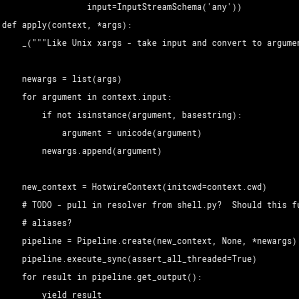 input=InputStreamSchema('any'))
def apply(context, *args):
_("""Like Unix xargs - take input and convert to
newargs = list(args)
for argument in context.input:
if not isinstance(argument, basestring):
argument = unicode(argument)
newargs.append(argument)
new_context = HotwireContext(initcwd=context.cwd)
# TODO - pull in resolver from shell.py?  Should this
# aliases?
pipeline = Pipeline.create(new_context, None, *newargs)
pipeline.execute_sync(assert_all_threaded=True)
for result in pipeline.get_output():
yield result